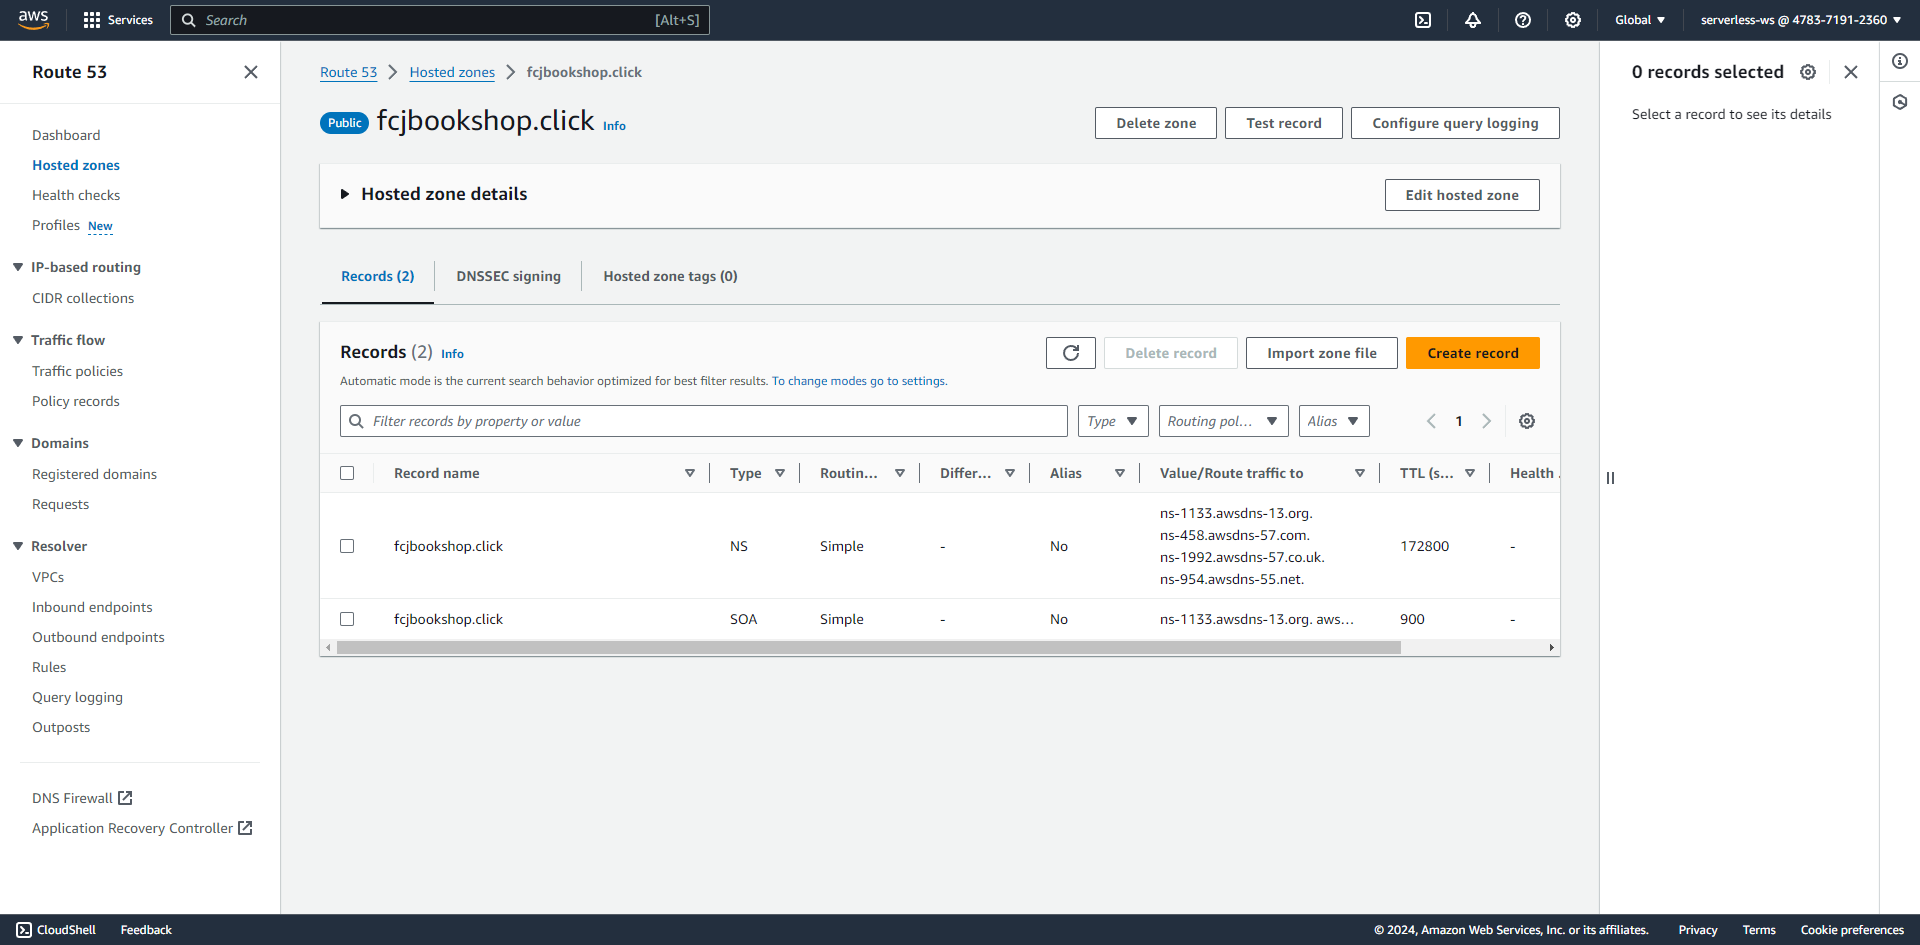 aws
Services
Search
[Alt+S]
Global
serverless-ws @ 4783-7191-2360
Route 53
Dashboard
Hosted zones
Health checks
Profiles New
IP-based routing
CIDR collections
Traffic flow
Traffic policies
Policy records
Domains
Registered domains
Requests
Resolver
VPCs
Inbound endpoints
Outbound endpoints
Rules
Query logging
Outposts
DNS Firewall
Application Recovery Controller
Route 53 Hosted zones fcjbookshop.click
Public fcjbookshop.click Info
Delete zone Test record Configure query logging
Hosted zone details
Edit hosted zone
Records (2) DNSSEC signing Hosted zone tags (0)
Records (2) Info
Delete record Import zone file Create record
Automatic mode is the current search behavior optimized for best filter results. To change modes go to settings.
Filter records by property or value Type Routing pol... Alias 1
Record name Type Routin... Differ... Alias Value/Route traffic to TTL (s... Health
fcjbookshop.click NS Simple - No
ns-1133.awsdns-13.org.
ns-458.awsdns-57.com.
ns-1992.awsdns-57.co.uk.
ns-954.awsdns-55.net.
172800 -
fcjbookshop.click SOA Simple - No ns-1133.awsdns-13.org. aws... 900 -
0 records selected
Select a record to see its details
CloudShell Feedback
© 2024, Amazon Web Services, Inc. or its affiliates. Privacy Terms Cookie preferences